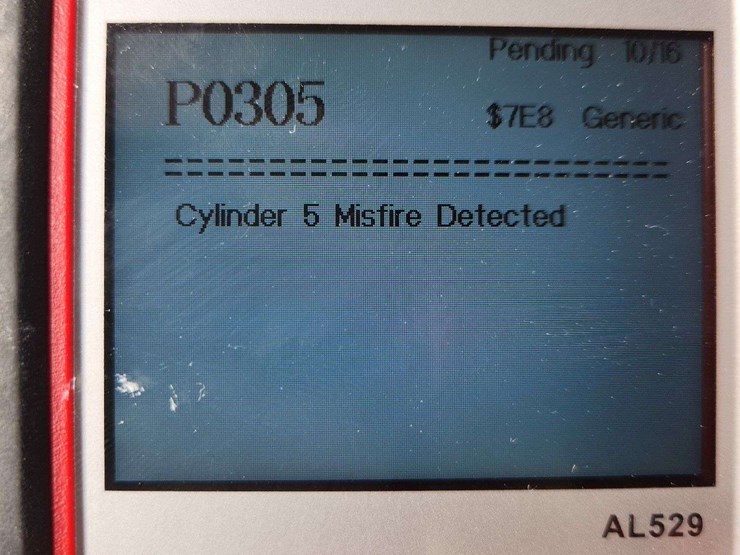 Pending 10/16
P0305
$7E8 Generic
==============================
Cylinder 5 Misfire Detected
AL529